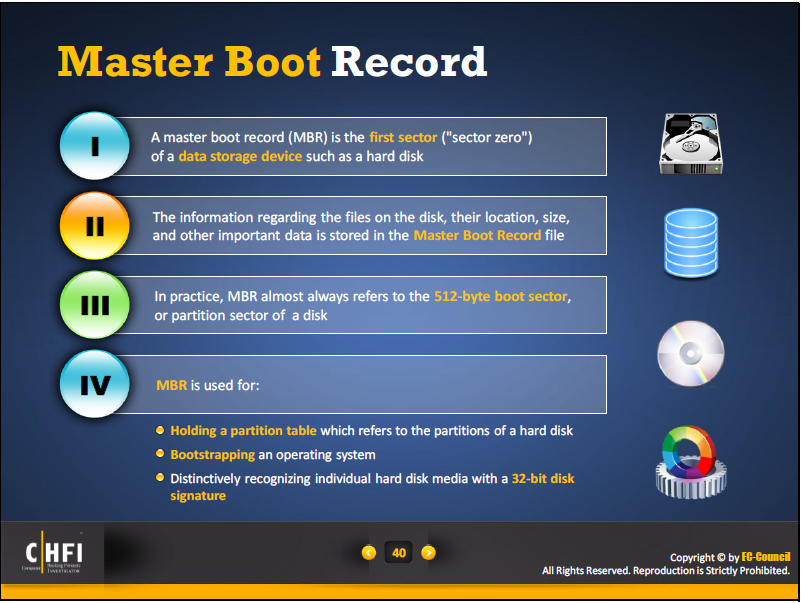 Master Boot Record
I
A master boot record (MBR) is the first sector ("sector zero")
of a data storage device such as a hard disk
II
The information regarding the files on the disk, their location, size,
and other important data is stored in the Master Boot Record file
III
In practice, MBR almost always refers to the 512-byte boot sector,
or partition sector of a disk
IV
MBR is used for:
Holding a partition table which refers to the partitions of a hard disk
Bootstrapping an operating system
Distinctively recognizing individual hard disk media with a 32-bit disk
signature
CHFI
Computer Hacking Forensic
INVESTIGATOR
40
Copyright © by EC-Council
All Rights Reserved. Reproduction is Strictly Prohibited.